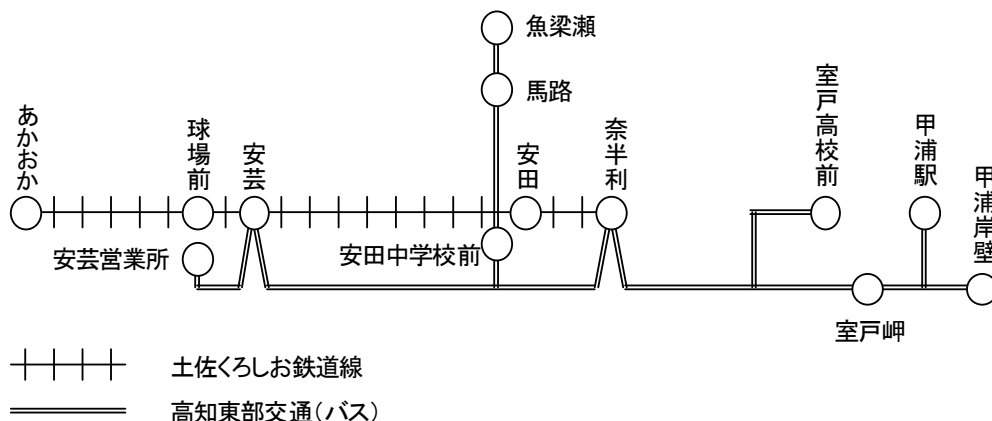 魚梁瀬
馬路
あかおか
球場前
安芸
安田
奈半利
室戸高校前
甲浦駅
甲浦岸壁
安芸営業所
安田中学校前
室戸岬
土佐くろしお鉄道線
高知東部交通(バス)